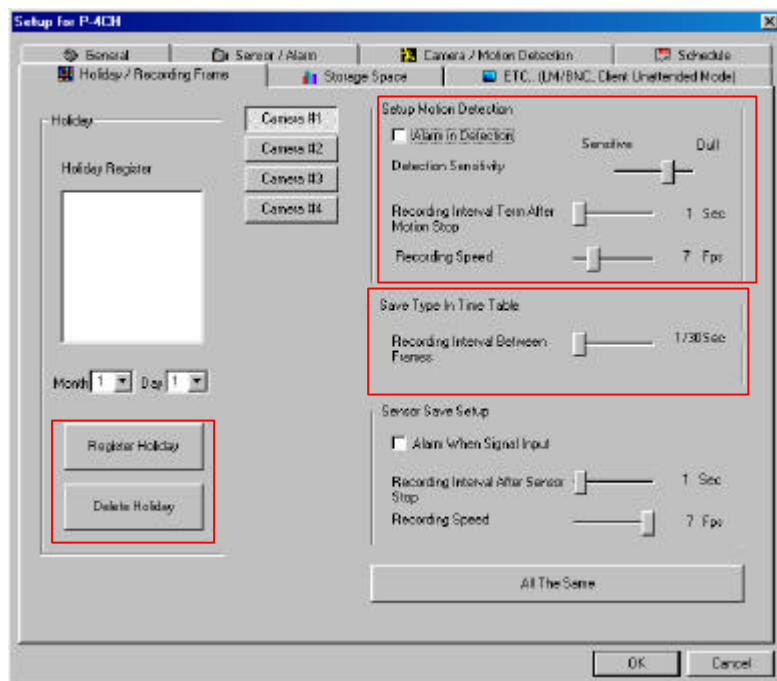 Setup for P-4CH
General
Sensor / Alarm
Camera / Motion Detection
Schedule
Holiday / Recording Frame
Storage Space
ETC.. (LM/BNC, Client Unattended Mode)
Holiday
Holiday Register
Month 1 Day 1
Register Holiday
Delete Holiday
Camera #1
Camera #2
Camera #3
Camera #4
Setup Motion Detection
Alarm in Detection
Sensitive Dull
Detection Sensitivity
Recording Interval Term After
Motion Stop
1 Sec
Recording Speed 7 Fps
Save Type In Time Table
Recording Interval Between
Frames
1/30Sec
Sensor Save Setup
Alarm When Signal Input
Recording Interval After Sensor
Stop
1 Sec
Recording Speed 7 Fps
All The Same
OK Cancel